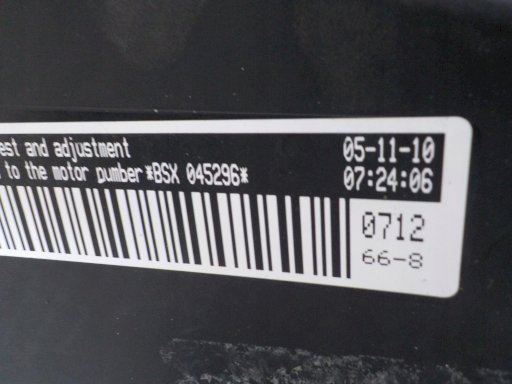 est and adjustment 05-11-10
to the motor pumber*BSX 045296* 07:24:06
0712
66-8